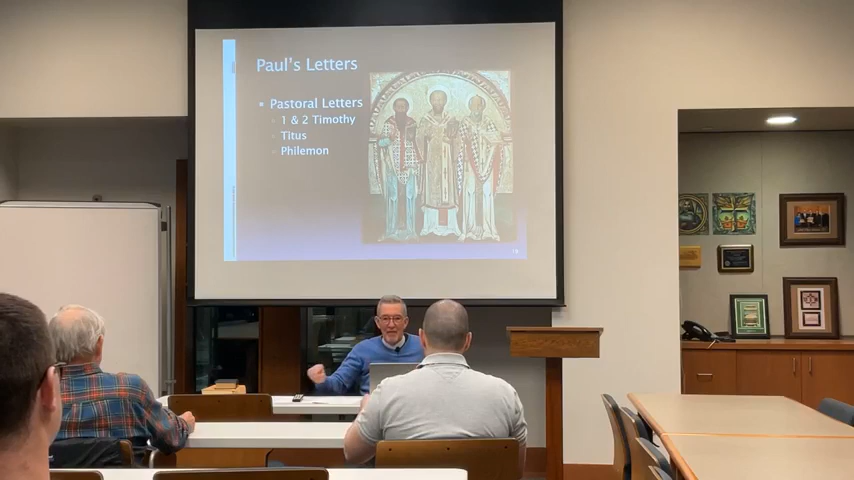 Paul's Letters
▪ Pastoral Letters
▫ 1 & 2 Timothy
▫ Titus
▫ Philemon